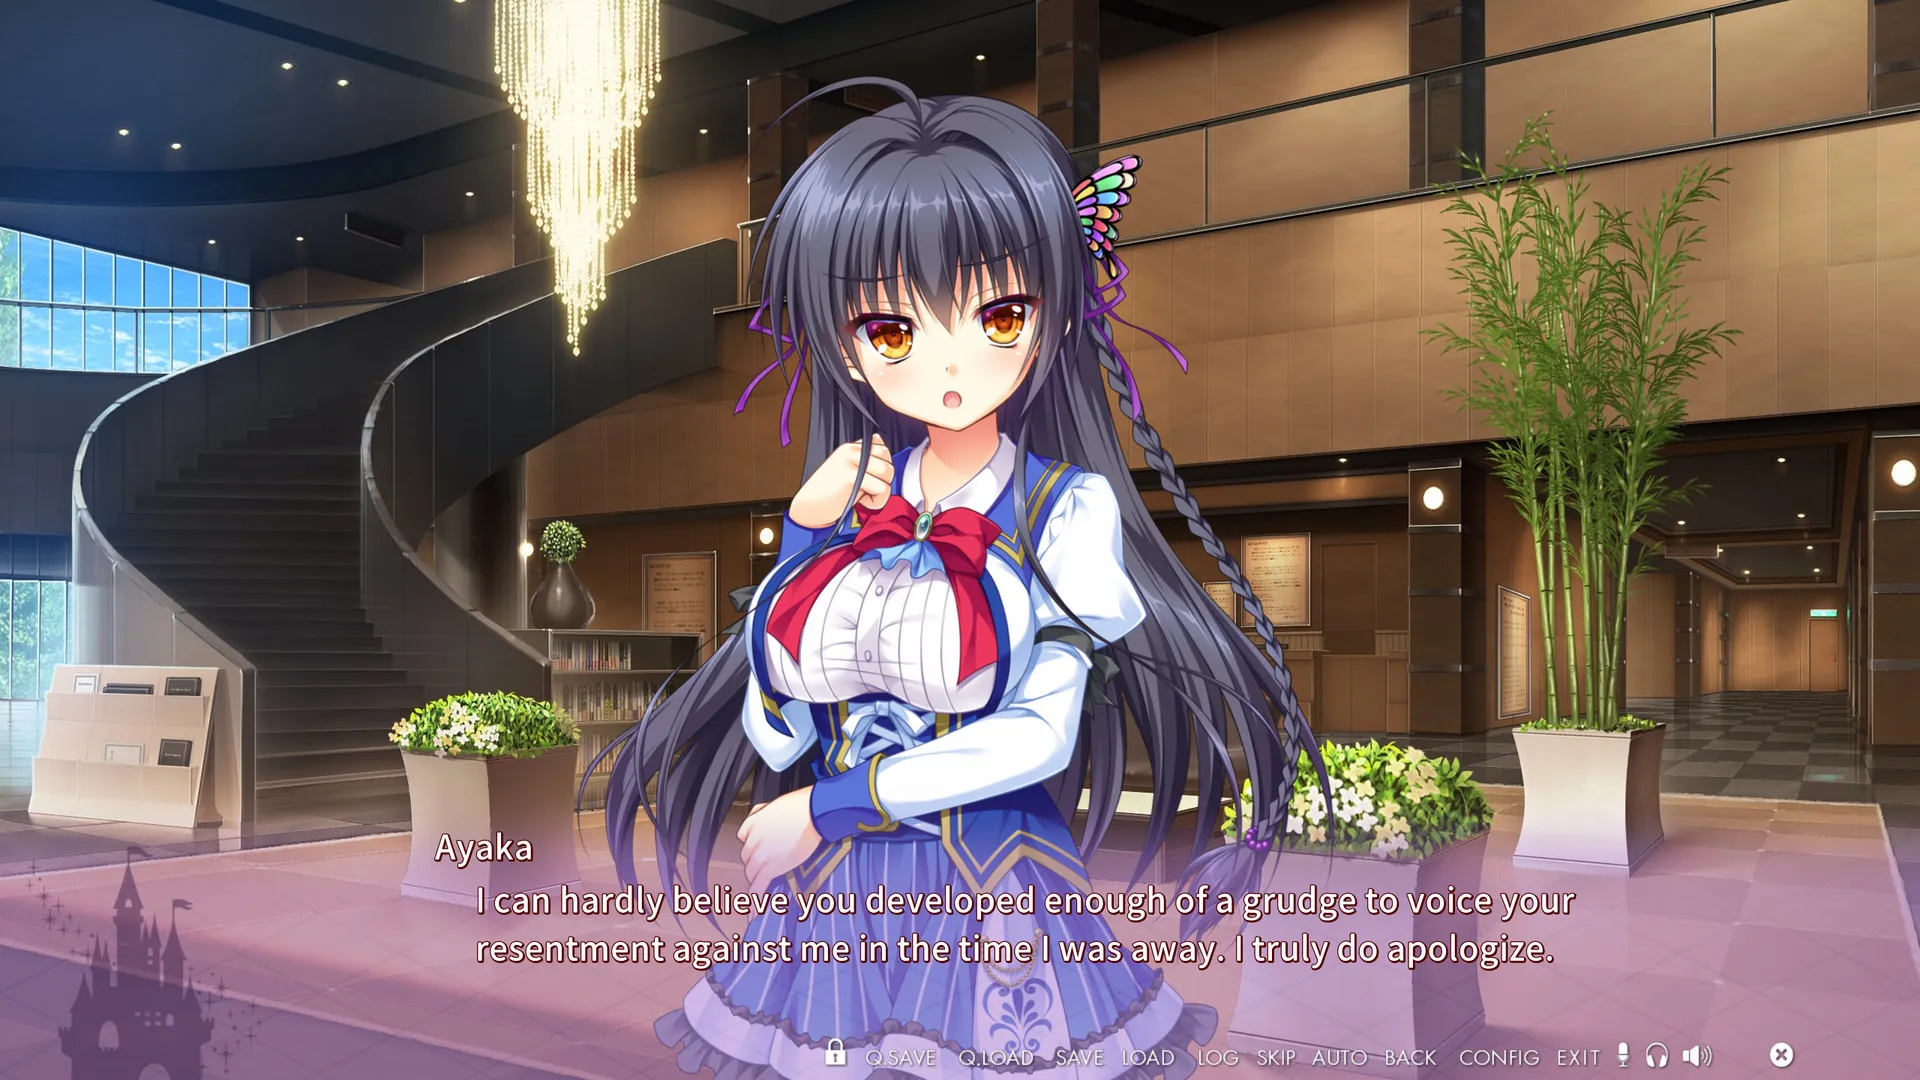 Ayaka
I can hardly believe you developed enough of a grudge to voice your
resentment against me in the time I was away. I truly do apologize.
Q.SAVE Q.LOAD SAVE LOAD LOG SKIP AUTO BACK CONFIG EXIT